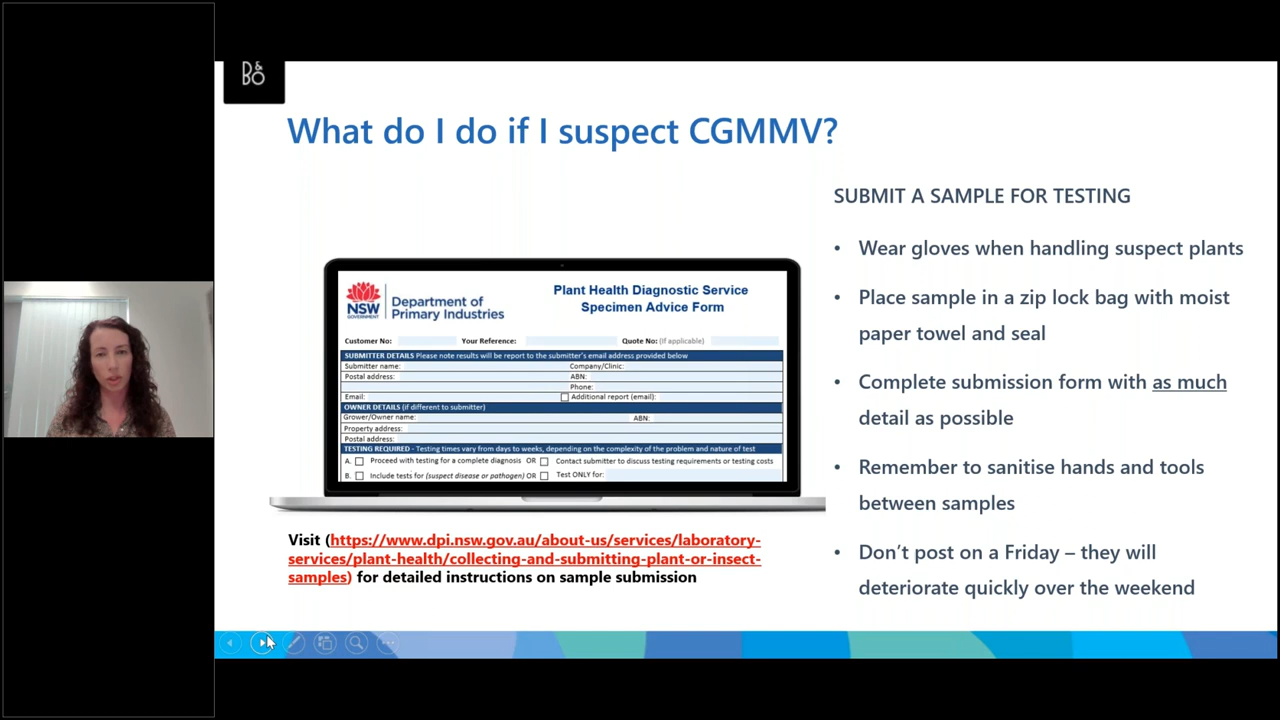 B&
BO
What do I do if I suspect CGMMV?
SUBMIT A SAMPLE FOR TESTING
• Wear gloves when handling suspect plants
• Place sample in a zip lock bag with moist
paper towel and seal
• Complete submission form with as much
detail as possible
• Remember to sanitise hands and tools
between samples
• Don’t post on a Friday – they will
deteriorate quickly over the weekend
NSW
GOVERNMENT
Department of
Primary Industries
Plant Health Diagnostic Service
Specimen Advice Form
Customer No: Your Reference: Quote No: (if applicable)
SUBMITTER DETAILS Please note results will be report to the submitter's email address provided below
Submitter name: Company/Clinic:
Postal address: ABN:
Phone:
Email: Additional report (email):
OWNER DETAILS (if different to submitter)
Grower/Owner name: ABN:
Property address:
Postal address:
TESTING REQUIRED - Testing times vary from days to weeks, depending on the complexity of the problem and nature of test
A. Proceed with testing for a complete diagnosis OR Contact submitter to discuss testing requirements or testing costs
B. Include tests for (suspect disease or pathogen) OR Test ONLY for:
Visit (https://www.dpi.nsw.gov.au/about-us/services/laboratory-
services/plant-health/collecting-and-submitting-plant-or-insect-
samples) for detailed instructions on sample submission